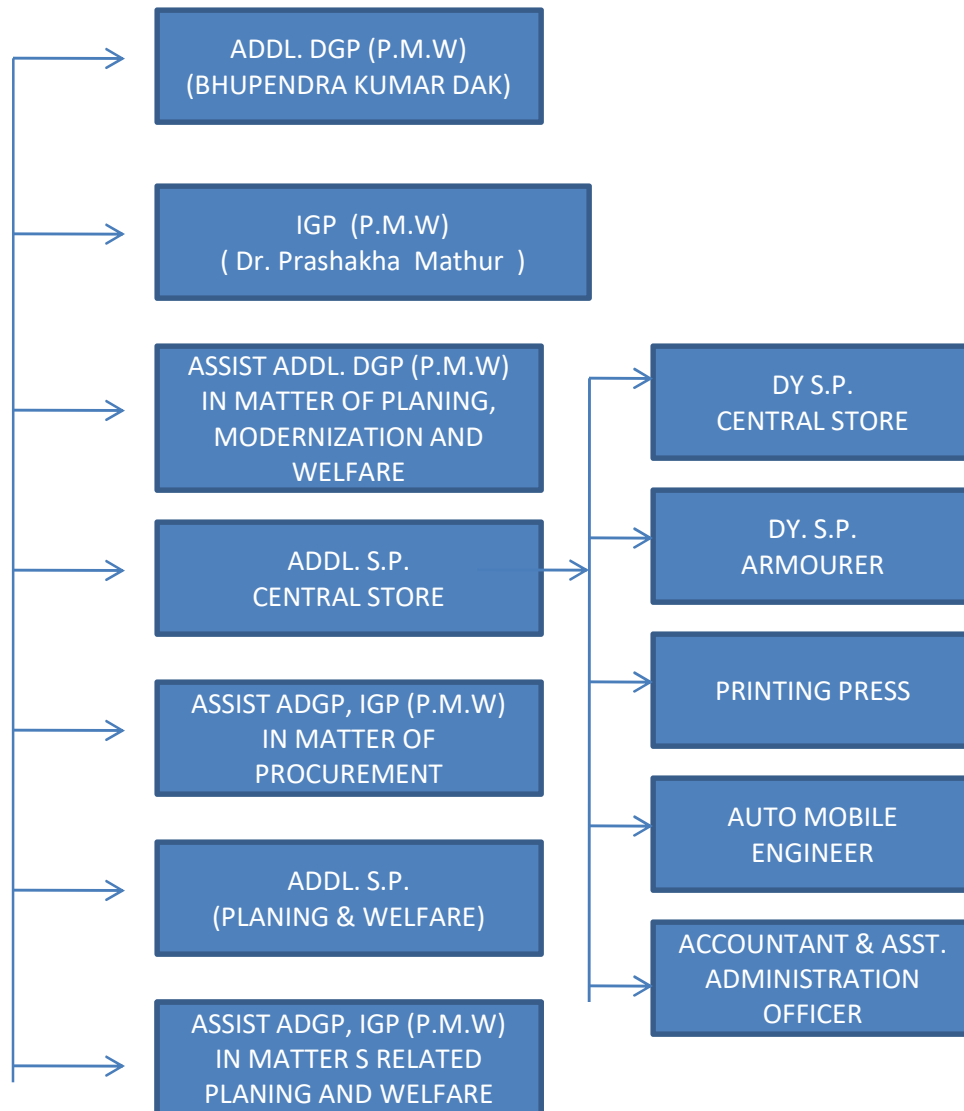 ADDL. DGP (P.M.W)
(BHUPENDRA KUMAR DAK)
IGP (P.M.W)
( Dr. Prashakha Mathur )
ASSIST ADDL. DGP (P.M.W)
IN MATTER OF PLANING,
MODERNIZATION AND
WELFARE
ADDL. S.P.
CENTRAL STORE
ASSIST ADGP, IGP (P.M.W)
IN MATTER OF
PROCUREMENT
ADDL. S.P.
(PLANING & WELFARE)
ASSIST ADGP, IGP (P.M.W)
IN MATTER S RELATED
PLANING AND WELFARE
DY S.P.
CENTRAL STORE
DY. S.P.
ARMOURER
PRINTING PRESS
AUTO MOBILE
ENGINEER
ACCOUNTANT & ASST.
ADMINISTRATION
OFFICER